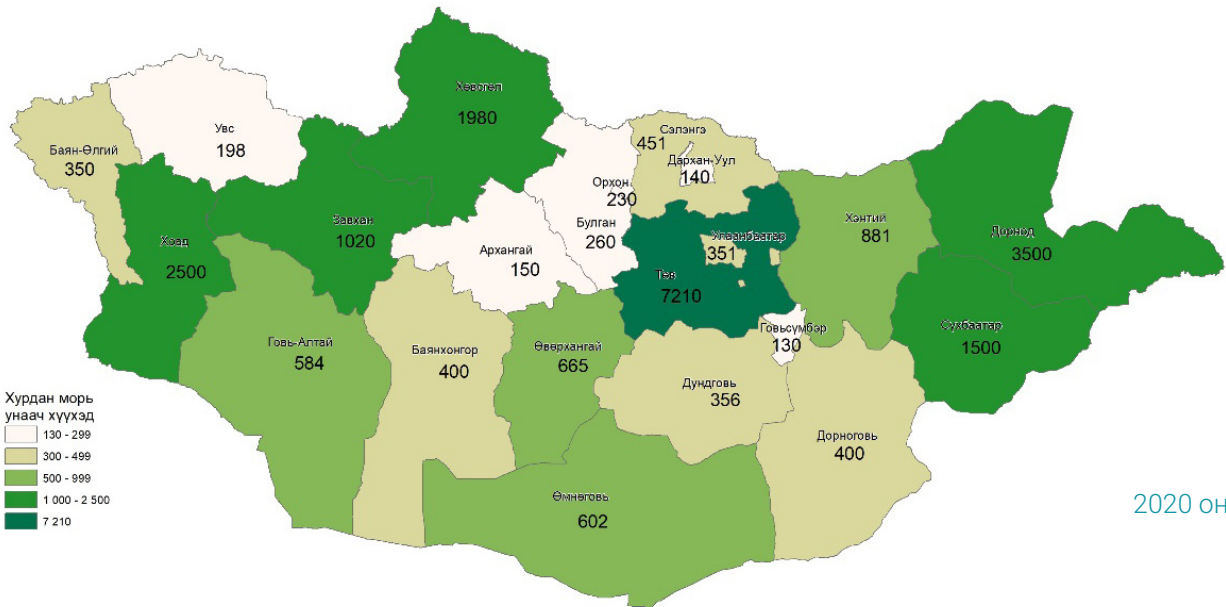 Хөвсгөл
1980
Увс
198
Баян-Өлгий
350
Сэлэнгэ
451
Дархан-Уул
140
Орхон
230
Булган
260
Завхан
1020
Ховд
2500
Архангай
150
Улаанбаатар
351
Төв
7210
Хэнтий
881
Дорнод
3500
Сүхбаатар
1500
Говьсүмбэр
130
Говь-Алтай
584
Баянхонгор
400
Өвөрхангай
665
Дундговь
356
Дорноговь
400
Өмнөговь
602
Хурдан морь
унаач хүүхэд
130 - 299
300 - 499
500 - 999
1 000 - 2 500
7 210
2020 он